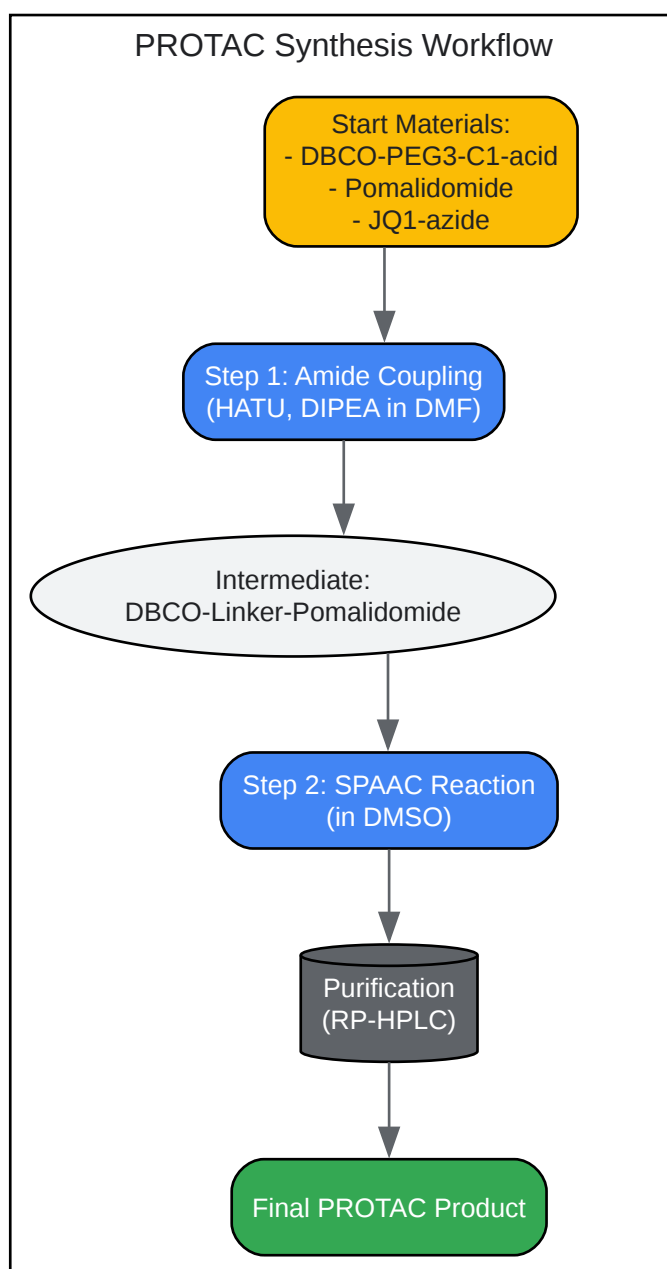 PROTAC Synthesis Workflow
Start Materials:
- DBCO-PEG3-C1-acid
- Pomalidomide
- JQ1-azide
Step 1: Amide Coupling
(HATU, DIPEA in DMF)
Intermediate:
DBCO-Linker-Pomalidomide
Step 2: SPAAC Reaction
(in DMSO)
Purification
(RP-HPLC)
Final PROTAC Product